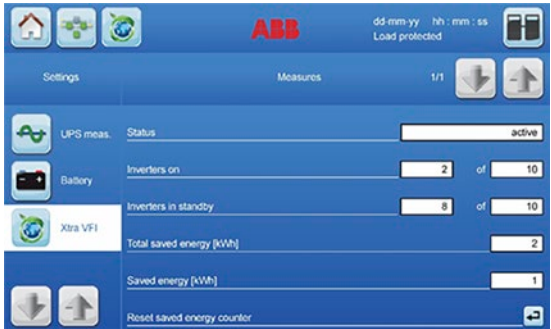 ABB
dd-mm-yy hh : mm : ss
Load protected
Settings
Measures
1/1
UPS meas.
Status
active
Battery
Inverters on
2 of 10
Inverters in standby
8 of 10
Xtra VFI
Total saved energy [kWh]
2
Saved energy [kWh]
1
Reset saved energy counter